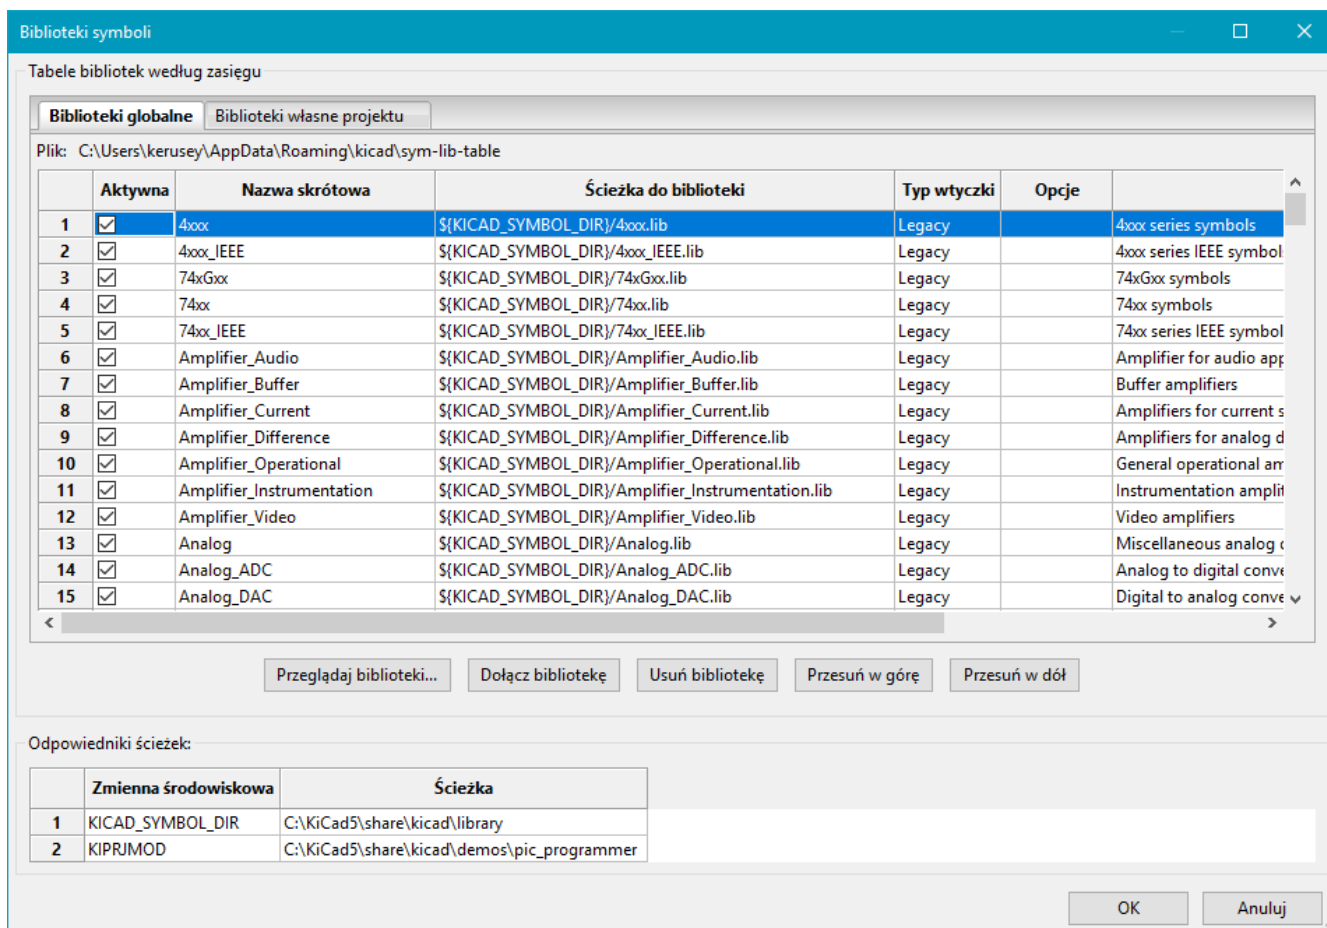 Biblioteki symboli
Tabele bibliotek według zasięgu
Biblioteki globalne Biblioteki własne projektu
Plik: C:\Users\kerusey\AppData\Roaming\kicad\sym-lib-table
Aktywna Nazwa skrótowa Ścieżka do biblioteki Typ wtyczki Opcje
1 4xxx ${KICAD_SYMBOL_DIR}/4xxx.lib Legacy 4xxx series symbols
2 4xxx_IEEE ${KICAD_SYMBOL_DIR}/4xxx_IEEE.lib Legacy 4xxx series IEEE symbol
3 74xGxx ${KICAD_SYMBOL_DIR}/74xGxx.lib Legacy 74xGxx symbols
4 74xx ${KICAD_SYMBOL_DIR}/74xx.lib Legacy 74xx symbols
5 74xx_IEEE ${KICAD_SYMBOL_DIR}/74xx_IEEE.lib Legacy 74xx series IEEE symbol
6 Amplifier_Audio ${KICAD_SYMBOL_DIR}/Amplifier_Audio.lib Legacy Amplifier for audio app
7 Amplifier_Buffer ${KICAD_SYMBOL_DIR}/Amplifier_Buffer.lib Legacy Buffer amplifiers
8 Amplifier_Current ${KICAD_SYMBOL_DIR}/Amplifier_Current.lib Legacy Amplifiers for current s
9 Amplifier_Difference ${KICAD_SYMBOL_DIR}/Amplifier_Difference.lib Legacy Amplifiers for analog d
10 Amplifier_Operational ${KICAD_SYMBOL_DIR}/Amplifier_Operational.lib Legacy General operational am
11 Amplifier_Instrumentation ${KICAD_SYMBOL_DIR}/Amplifier_Instrumentation.lib Legacy Instrumentation amplif
12 Amplifier_Video ${KICAD_SYMBOL_DIR}/Amplifier_Video.lib Legacy Video amplifiers
13 Analog ${KICAD_SYMBOL_DIR}/Analog.lib Legacy Miscellaneous analog
14 Analog_ADC ${KICAD_SYMBOL_DIR}/Analog_ADC.lib Legacy Analog to digital conve
15 Analog_DAC ${KICAD_SYMBOL_DIR}/Analog_DAC.lib Legacy Digital to analog conve
Przeglądaj biblioteki... Dołącz bibliotekę Usuń bibliotekę Przesuń w górę Przesuń w dół
Odpowiedniki ścieżek:
Zmienna środowiskowa Ścieżka
1 KICAD_SYMBOL_DIR C:\KiCad5\share\kicad\library
2 KIPRJMOD C:\KiCad5\share\kicad\demos\pic_programmer
OK Anuluj